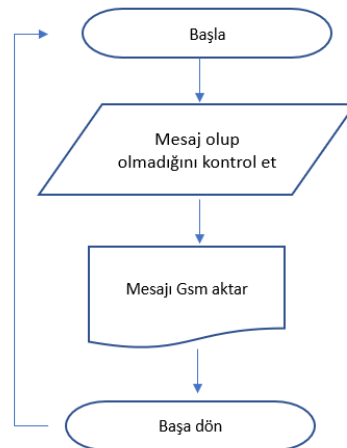 Başla
Mesaj olup
olmadığını kontrol et
Mesajı Gsm aktar
Başa dön